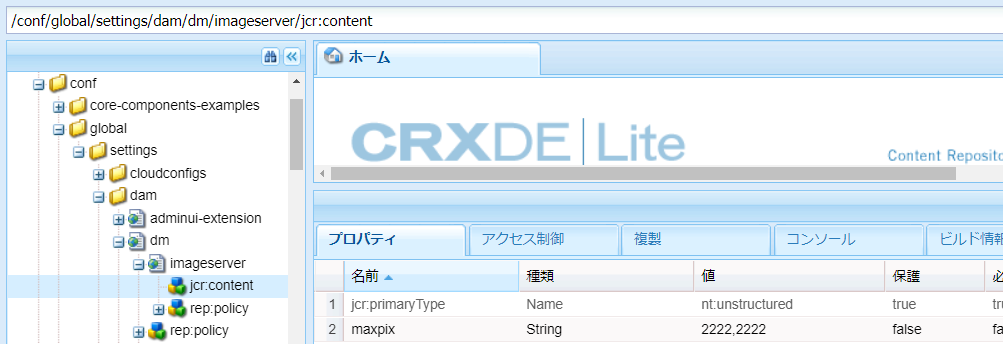 /conf/global/settings/dam/dm/imageserver/jcr:content
conf
core-components-examples
global
settings
cloudconfigs
dam
adminui-extension
dm
imageserver
jcr:content
rep:policy
rep:policy
ホーム
CRXDE Lite
Content Reposito
プロパティ アクセス制御 複製 コンソール ビルド情報
名前 種類 値 保護 必
1 jcr:primaryType Name nt:unstructured true tru
2 maxpix String 2222,2222 false fa